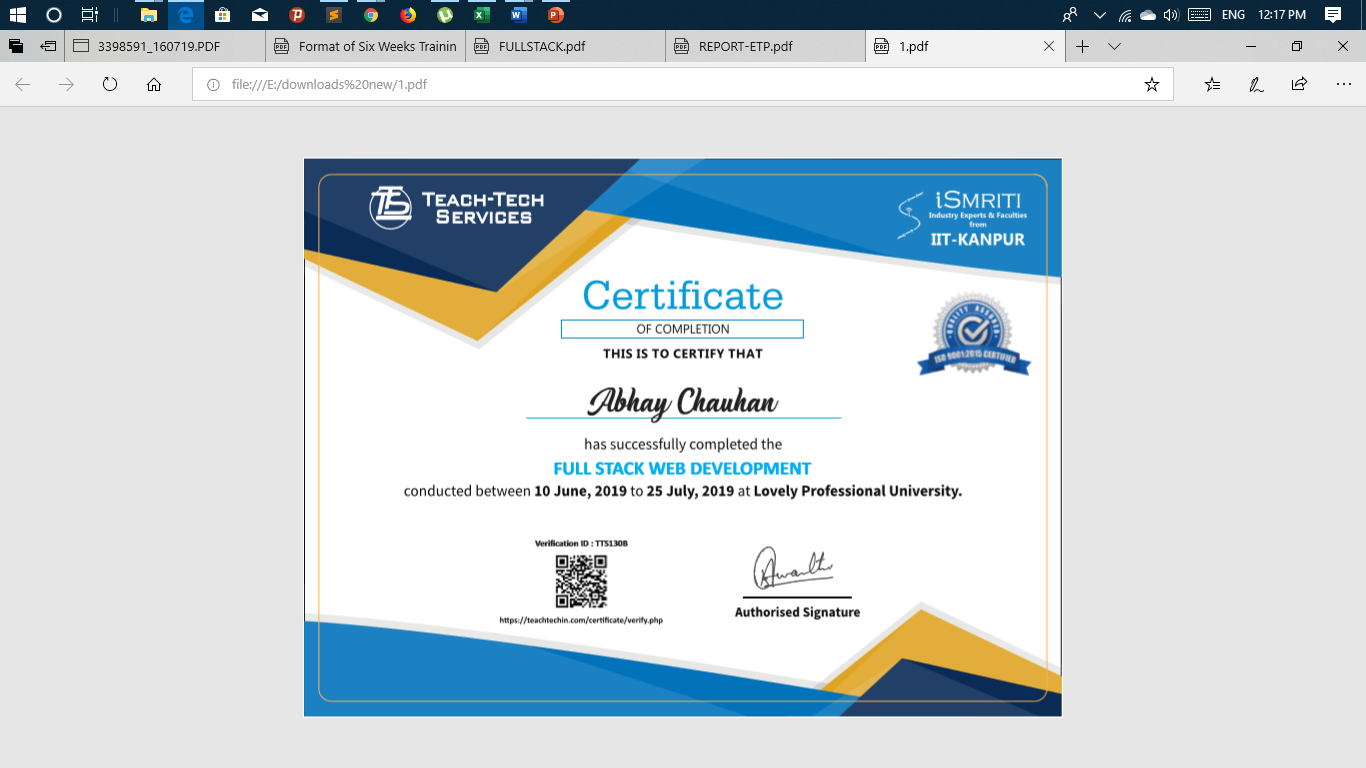 ENG 12:17 PM
3398591_160719.PDF
Format of Six Weeks Trainin
FULLSTACK.pdf
REPORT-ETP.pdf
1.pdf
file:///E:/downloads%20new/1.pdf
TEACH-TECH
SERVICES
iSMRITI
Industry Experts & Faculties
from
IIT-KANPUR
Certificate
OF COMPLETION
THIS IS TO CERTIFY THAT
QUALITY ASSURED
ISO 9001:2015 CERTIFIED
Abhay Chauhan
has successfully completed the
FULL STACK WEB DEVELOPMENT
conducted between 10 June, 2019 to 25 July, 2019 at Lovely Professional University.
Verification ID : TTS130B
https://teachtechin.com/certificate/verify.php
Authorised Signature